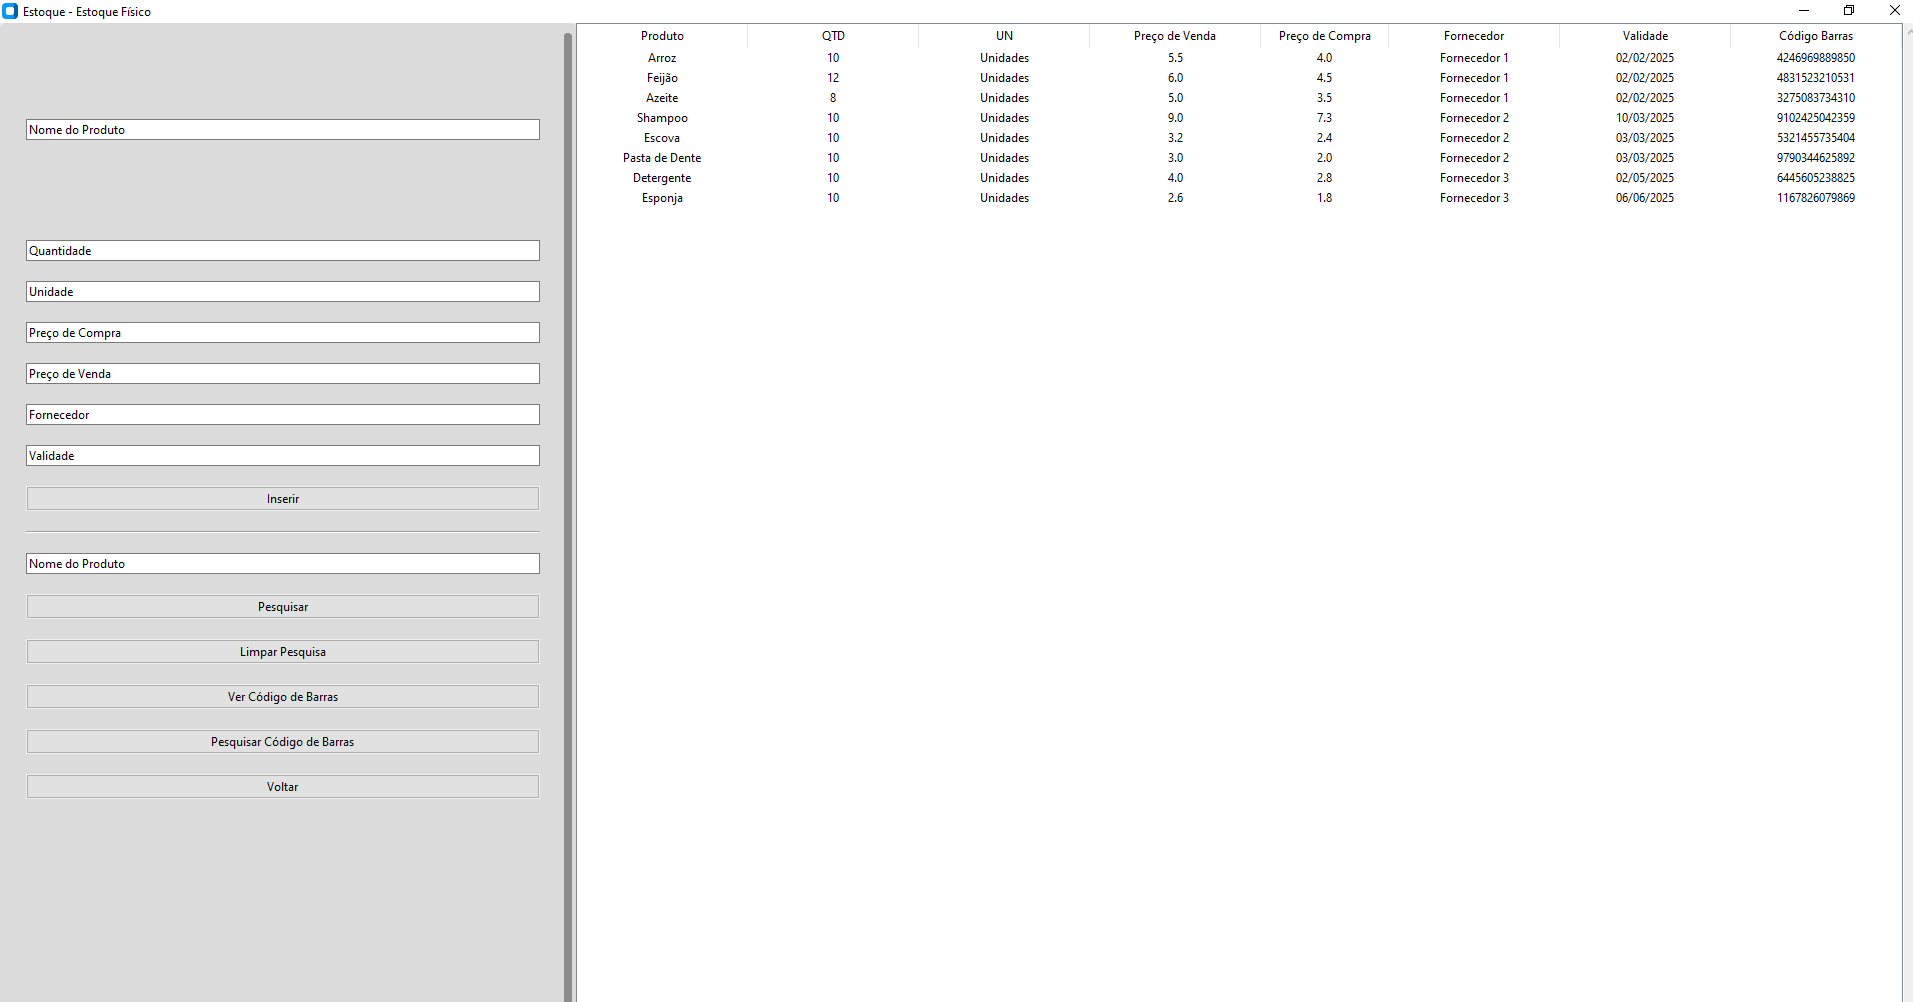 Estoque - Estoque Físico
Nome do Produto
Quantidade
Unidade
Preço de Compra
Preço de Venda
Fornecedor
Validade
Inserir
Nome do Produto
Pesquisar
Limpar Pesquisa
Ver Código de Barras
Pesquisar Código de Barras
Voltar
Produto QTD UN Preço de Venda Preço de Compra Fornecedor Validade Código Barras
Arroz 10 Unidades 5.5 4.0 Fornecedor 1 02/02/2025 4246969889850
Feijão 12 Unidades 6.0 4.5 Fornecedor 1 02/02/2025 4831523210531
Azeite 8 Unidades 5.0 3.5 Fornecedor 1 02/02/2025 3275083734310
Shampoo 10 Unidades 9.0 7.3 Fornecedor 2 10/03/2025 9102425042359
Escova 10 Unidades 3.2 2.4 Fornecedor 2 03/03/2025 5321455735404
Pasta de Dente 10 Unidades 3.0 2.0 Fornecedor 2 03/03/2025 9790344625892
Detergente 10 Unidades 4.0 2.8 Fornecedor 3 02/05/2025 6445605238825
Esponja 10 Unidades 2.6 1.8 Fornecedor 3 06/06/2025 1167826079869